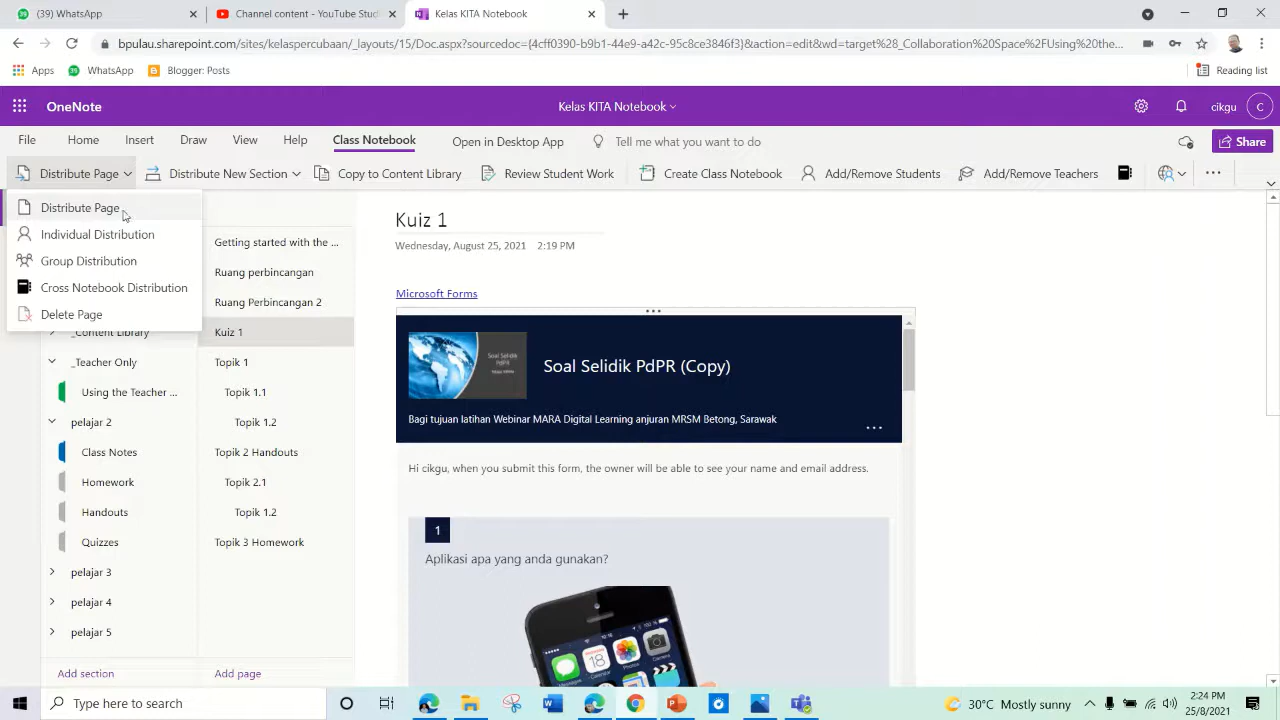 (39) WhatsApp
Channel content - YouTube Stud
Kelas KITA Notebook
bpulau.sharepoint.com/sites/kelaspercubaan/_layouts/15/Doc.aspx?sourcedoc={4cff0390-b9b1-44e9-a42c-95c8ce3846f3}&action=edit&wd=target%28_Collaboration%20Space%2FUsing%20the...
Apps
WhatsApp
Blogger: Posts
Reading list
OneNote
Kelas KITA Notebook
cikgu
C
File
Home
Insert
Draw
View
Help
Class Notebook
Open in Desktop App
Tell me what you want to do
Share
Distribute Page
Distribute New Section
Copy to Content Library
Review Student Work
Create Class Notebook
Add/Remove Students
Add/Remove Teachers
Distribute Page
Individual Distribution
Group Distribution
Cross Notebook Distribution
Delete Page
_Content Library
_Teacher Only
Using the Teacher ...
pelajar 2
Class Notes
Homework
Handouts
Quizzes
pelajar 3
pelajar 4
pelajar 5
Add section
Getting started with the ...
Ruang perbincangan
Ruang Perbincangan 2
Kuiz 1
Topik 1
Topik 1.1
Topik 1.2
Topik 2 Handouts
Topik 2.1
Topik 1.2
Topik 3 Homework
Add page
Kuiz 1
Wednesday, August 25, 2021 2:19 PM
Microsoft Forms
Soal Selidik
PdPR
Soal Selidik PdPR (Copy)
Bagi tujuan latihan Webinar MARA Digital Learning anjuran MRSM Betong, Sarawak
Hi cikgu, when you submit this form, the owner will be able to see your name and email address.
1
Aplikasi apa yang anda gunakan?
Type here to search
30°C Mostly sunny
2:24 PM
25/8/2021